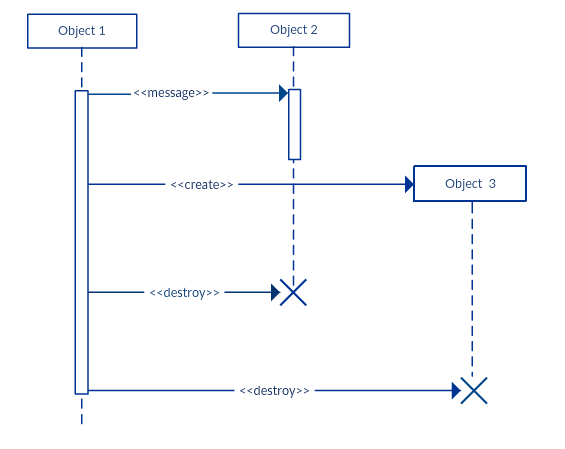 Object 1
Object 2
<<message>>
<<create>>
Object  3
<<destroy>>
<<destroy>>